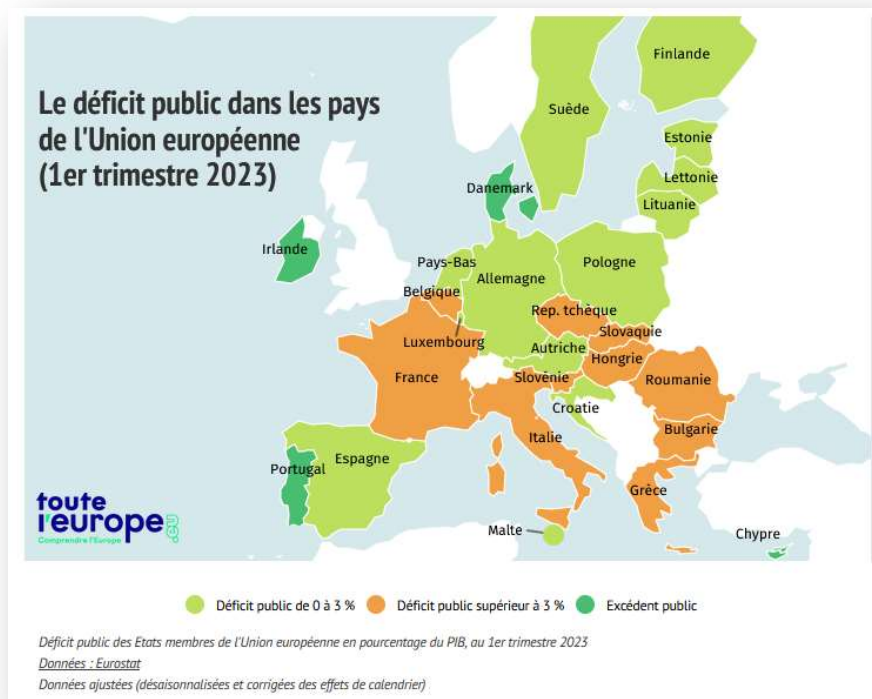 Le déficit public dans les pays
de l'Union européenne
(1er trimestre 2023)
Finlande
Suède
Estonie
Lettonie
Lituanie
Danemark
Irlande
Pays-Bas
Allemagne
Pologne
Belgique
Rep. tchèque
Luxembourg
Slovaquie
Autriche
Hongrie
France
Slovénie
Roumanie
Croatie
Bulgarie
Italie
Espagne
Portugal
Grèce
Malte
Chypre
toute
l'europe.eu
Comprendre l'Europe
Déficit public de 0 à 3 % Déficit public supérieur à 3 % Excédent public
Déficit public des Etats membres de l'Union européenne en pourcentage du PIB, au 1er trimestre 2023
Données : Eurostat
Données ajustées (désaisonnalisées et corrigées des effets de calendrier)